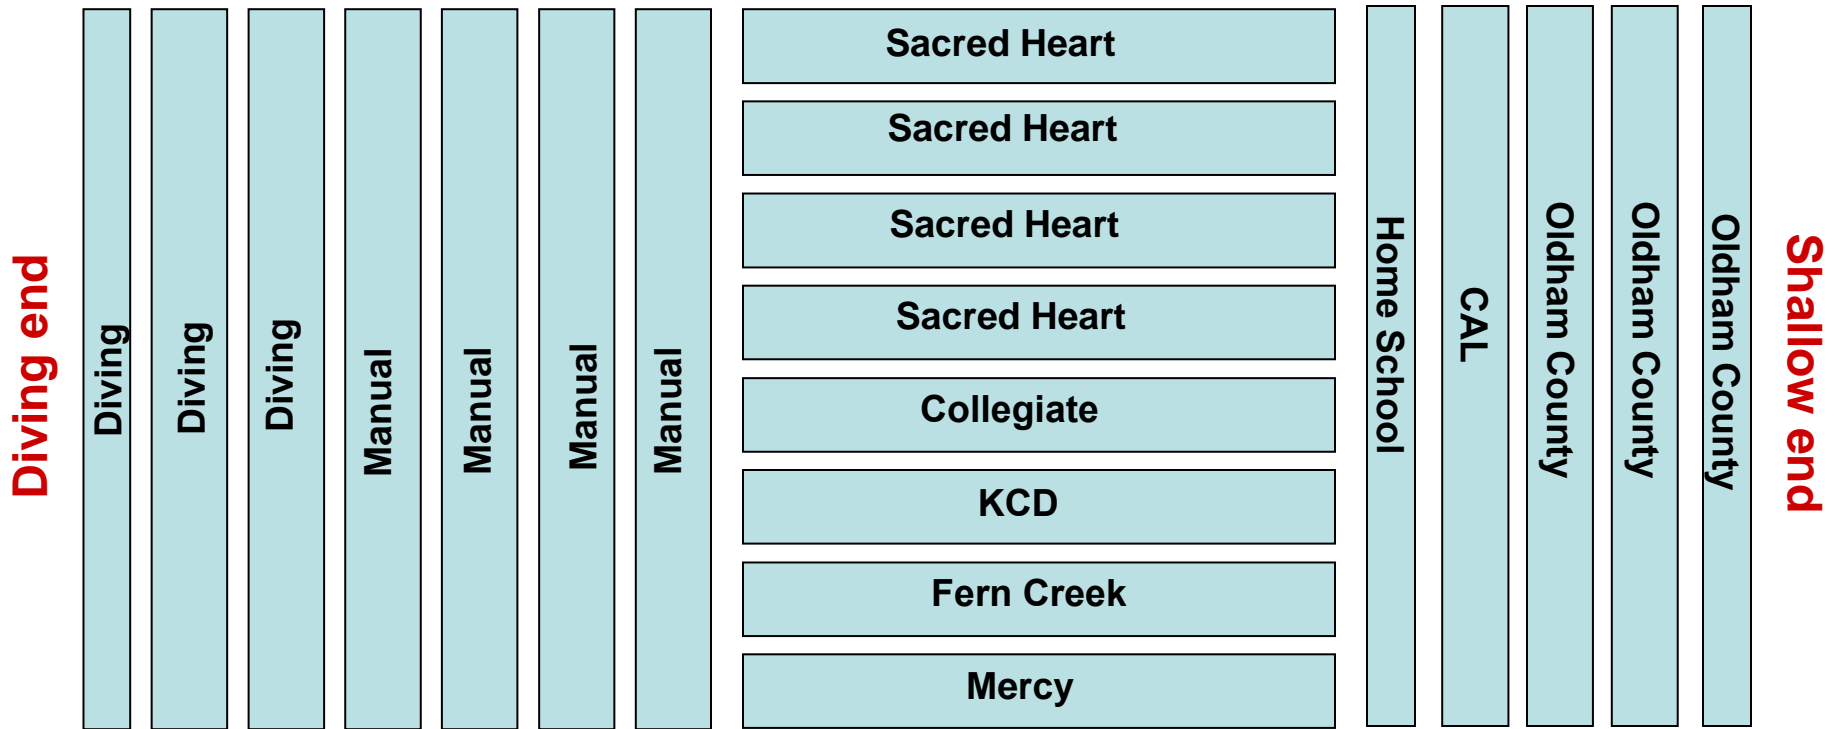 Diving end
Diving
Diving
Diving
Manual
Manual
Manual
Manual
Sacred Heart
Sacred Heart
Sacred Heart
Sacred Heart
Collegiate
KCD
Fern Creek
Mercy
Home School
CAL
Oldham County
Oldham County
Oldham County
Shallow end